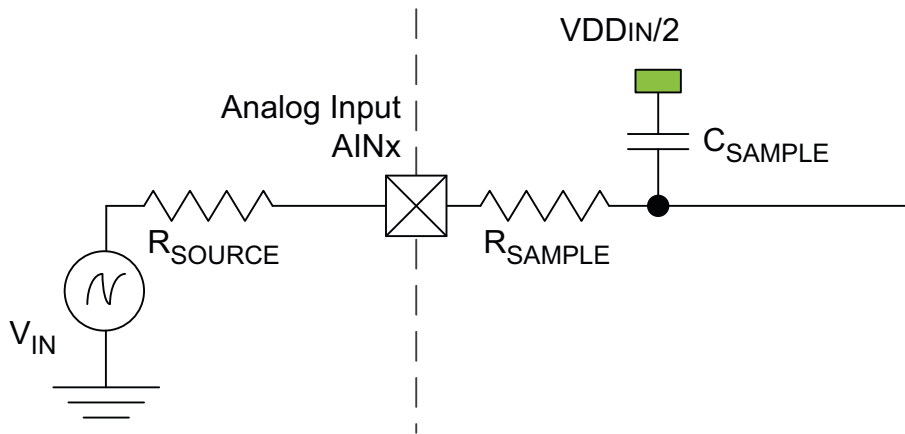 VDDIN/2
Analog Input
AINx
CSAMPLE
RSOURCE
RSAMPLE
VIN